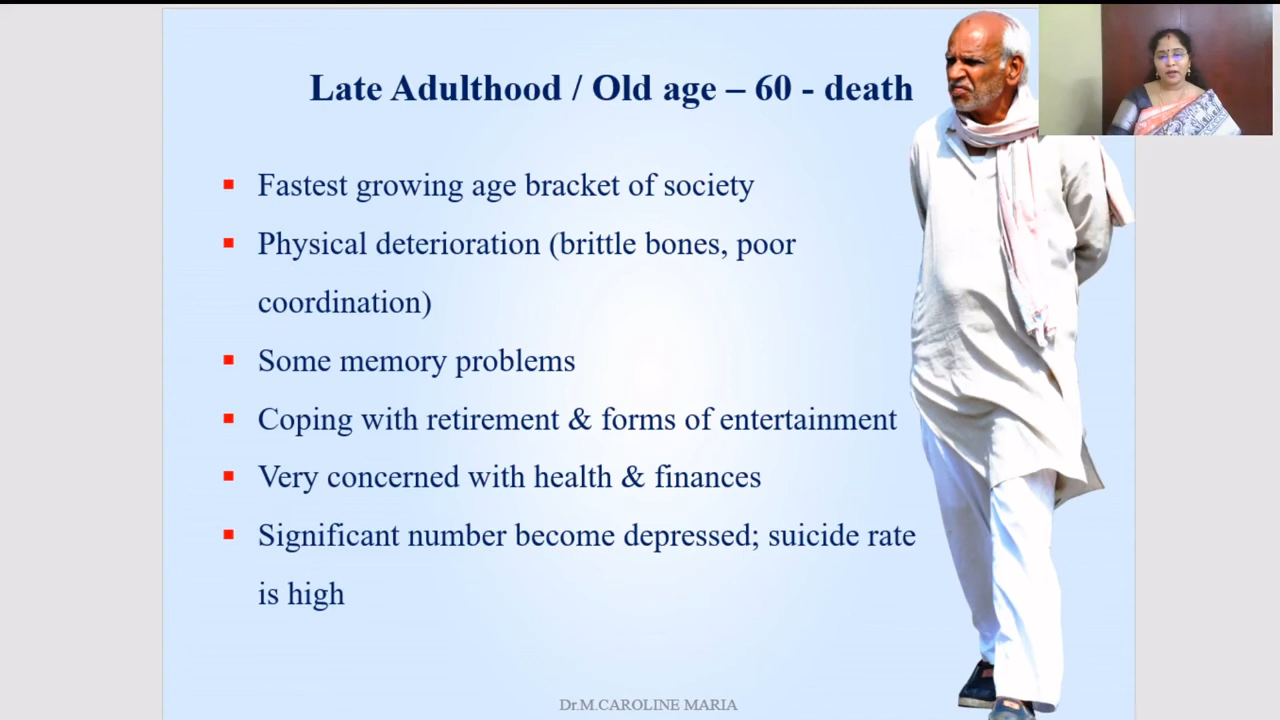 Late Adulthood / Old age – 60 - death
▪ Fastest growing age bracket of society
▪ Physical deterioration (brittle bones, poor
coordination)
▪ Some memory problems
▪ Coping with retirement & forms of entertainment
▪ Very concerned with health & finances
▪ Significant number become depressed; suicide rate
is high
Dr.M.CAROLINE MARIA